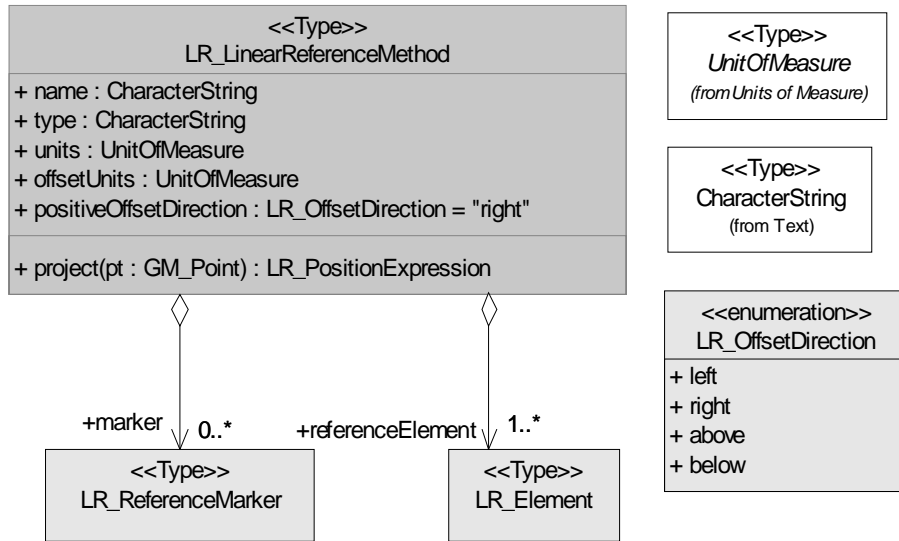 <<Type>>
LR_LinearReferenceMethod
+ name : CharacterString
+ type : CharacterString
+ units : UnitOfMeasure
+ offsetUnits : UnitOfMeasure
+ positiveOffsetDirection : LR_OffsetDirection = "right"
+ project(pt : GM_Point) : LR_PositionExpression
+marker
0..*
+referenceElement
1..*
<<Type>>
LR_ReferenceMarker
<<Type>>
LR_Element
<<Type>>
UnitOfMeasure
(from Units of Measure)
<<Type>>
CharacterString
(from Text)
<<enumeration>>
LR_OffsetDirection
+ left
+ right
+ above
+ below